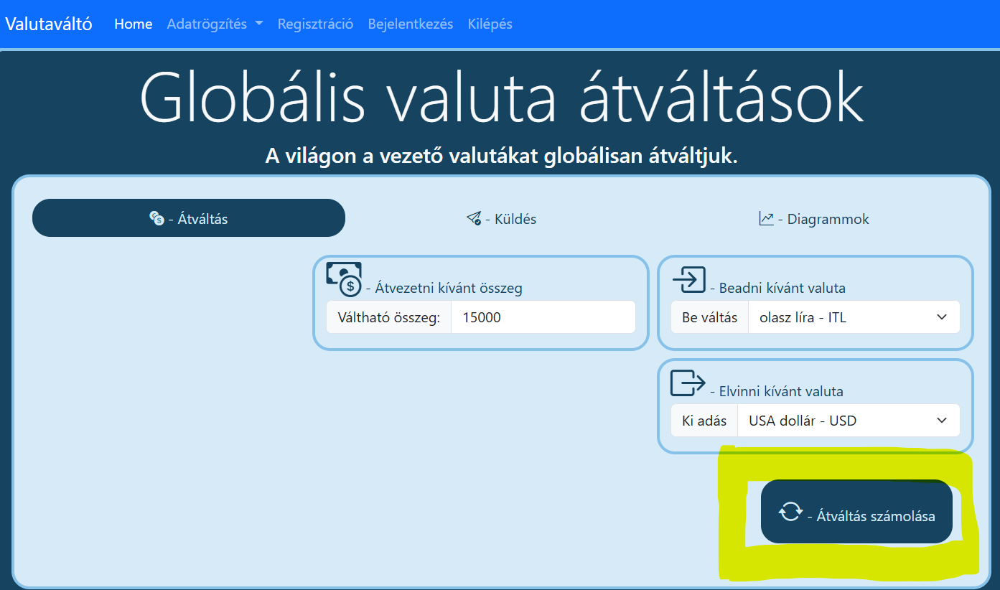 Valutaváltó Home Adatrögzítés Regisztráció Bejelentkezés Kilépés
Globális valuta átváltások
A világon a vezető valutákat globálisan átváltjuk.
- Átváltás
- Küldés
- Diagrammok
- Átvezetni kívánt összeg
Váltható összeg: 15000
- Beadni kívánt valuta
Be váltás olasz líra - ITL
- Elvinni kívánt valuta
Ki adás USA dollár - USD
- Átváltás számolása